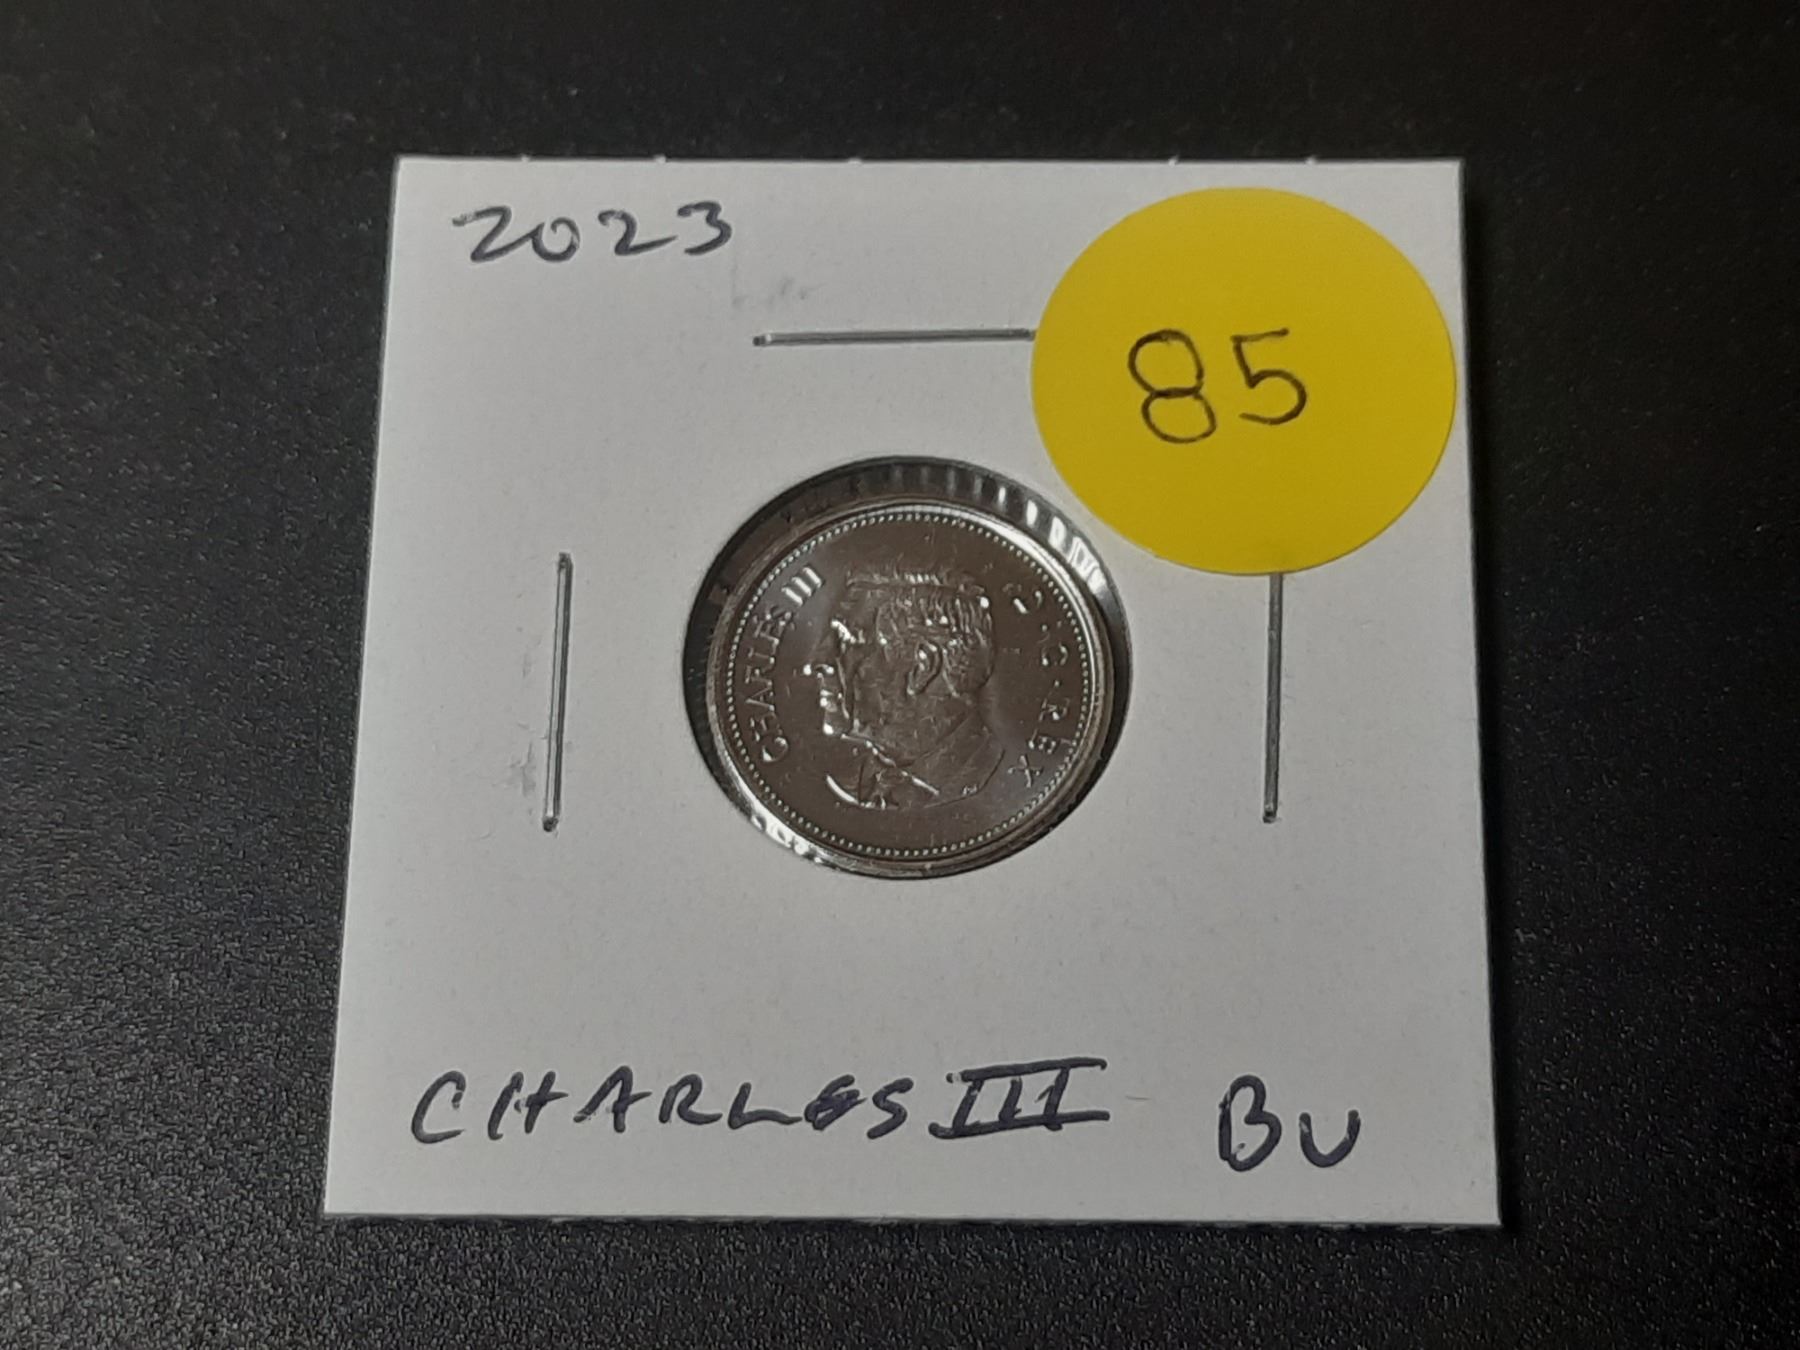 2023
85
CHARLES III D·G·REX
CHARLES III BU